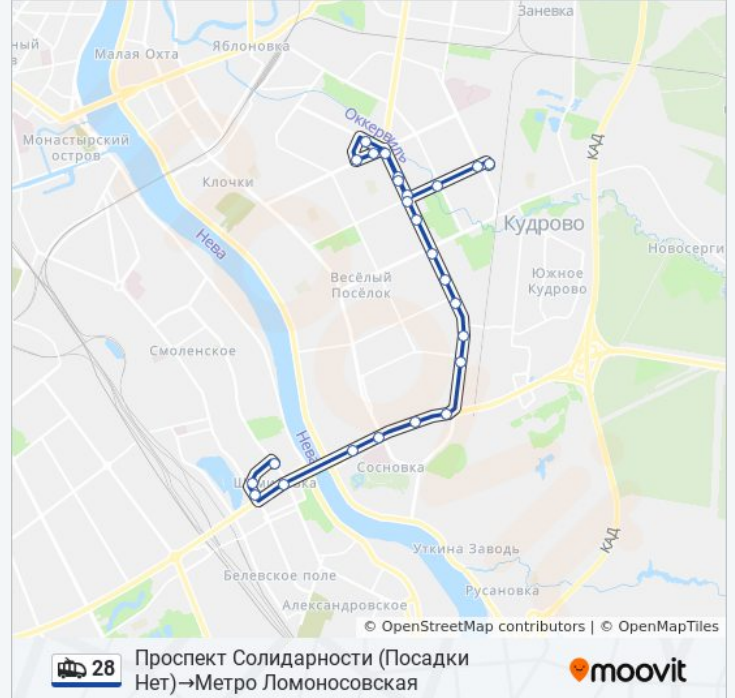 Заневка
ный
а
Малая Охта
Яблоновка
Оккервиль
КАД
Монастырский
остров
Клочки
Кудрово
Нева
Новосерги
Весёлый
Посёлок
Южное
Кудрово
Смоленское
Нева
Сосновка
Уткина Заводь
КАД
Белевское поле
Русановка
Александровское
© OpenStreetMap contributors | © OpenMapTiles
28
Проспект Солидарности (Посадки
Нет)→Метро Ломоносовская
moovit